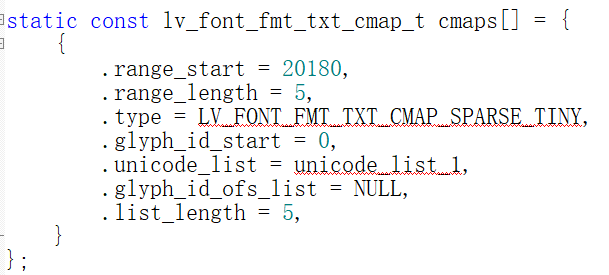 static const lv_font_fmt_txt_cmap_t cmaps[] = {
    {
        .range_start = 20180,
        .range_length = 5,
        .type = LV_FONT_FMT_TXT_CMAP_SPARSE_TINY,
        .glyph_id_start = 0,
        .unicode_list = unicode_list_1,
        .glyph_id_ofs_list = NULL,
        .list_length = 5,
    }
};